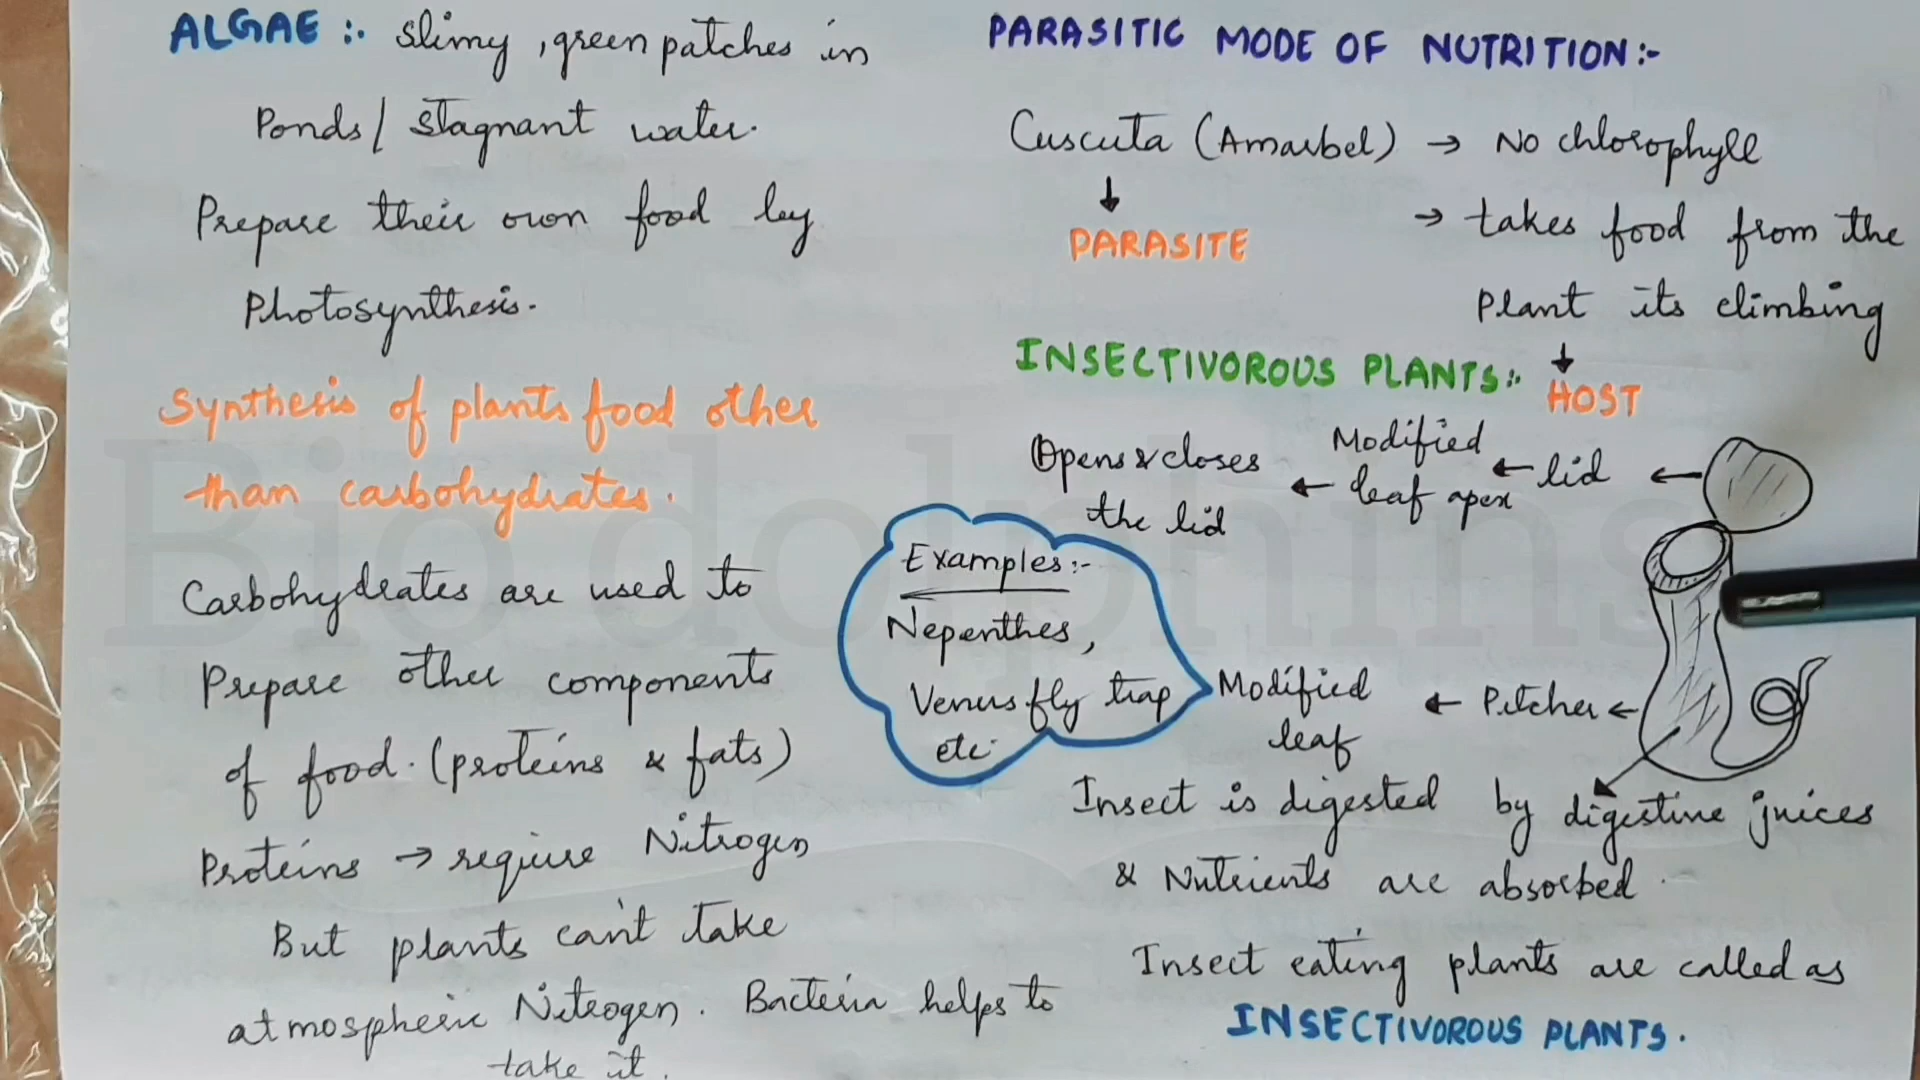 ALGAE :- slimy, green patches in
Ponds / stagnant water.
Prepare their own food by
Photosynthesis.
Synthesis of plants food other
than carbohydrates.
Carbohydrates are used to
Prepare other components
of food. (proteins & fats)
Proteins → require Nitrogen
But plants can't take
atmospheric Nitrogen. Bacteria helps to
take it.
PARASITIC MODE OF NUTRITION :-
Cuscuta (Amarbel) → No chlorophyll
↓
PARASITE
→ takes food from the
Plant its climbing
↓
HOST
INSECTIVOROUS PLANTS :-
Opens & closes
the lid
← Modified
leaf apex
← lid ←
Examples :-
Nepenthes,
Venus fly trap
etc.
Modified
leaf
← Pitcher ←
Insect is digested by digestive juices
& Nutrients are absorbed.
Insect eating plants are called as
INSECTIVOROUS PLANTS.
Bio dolphins